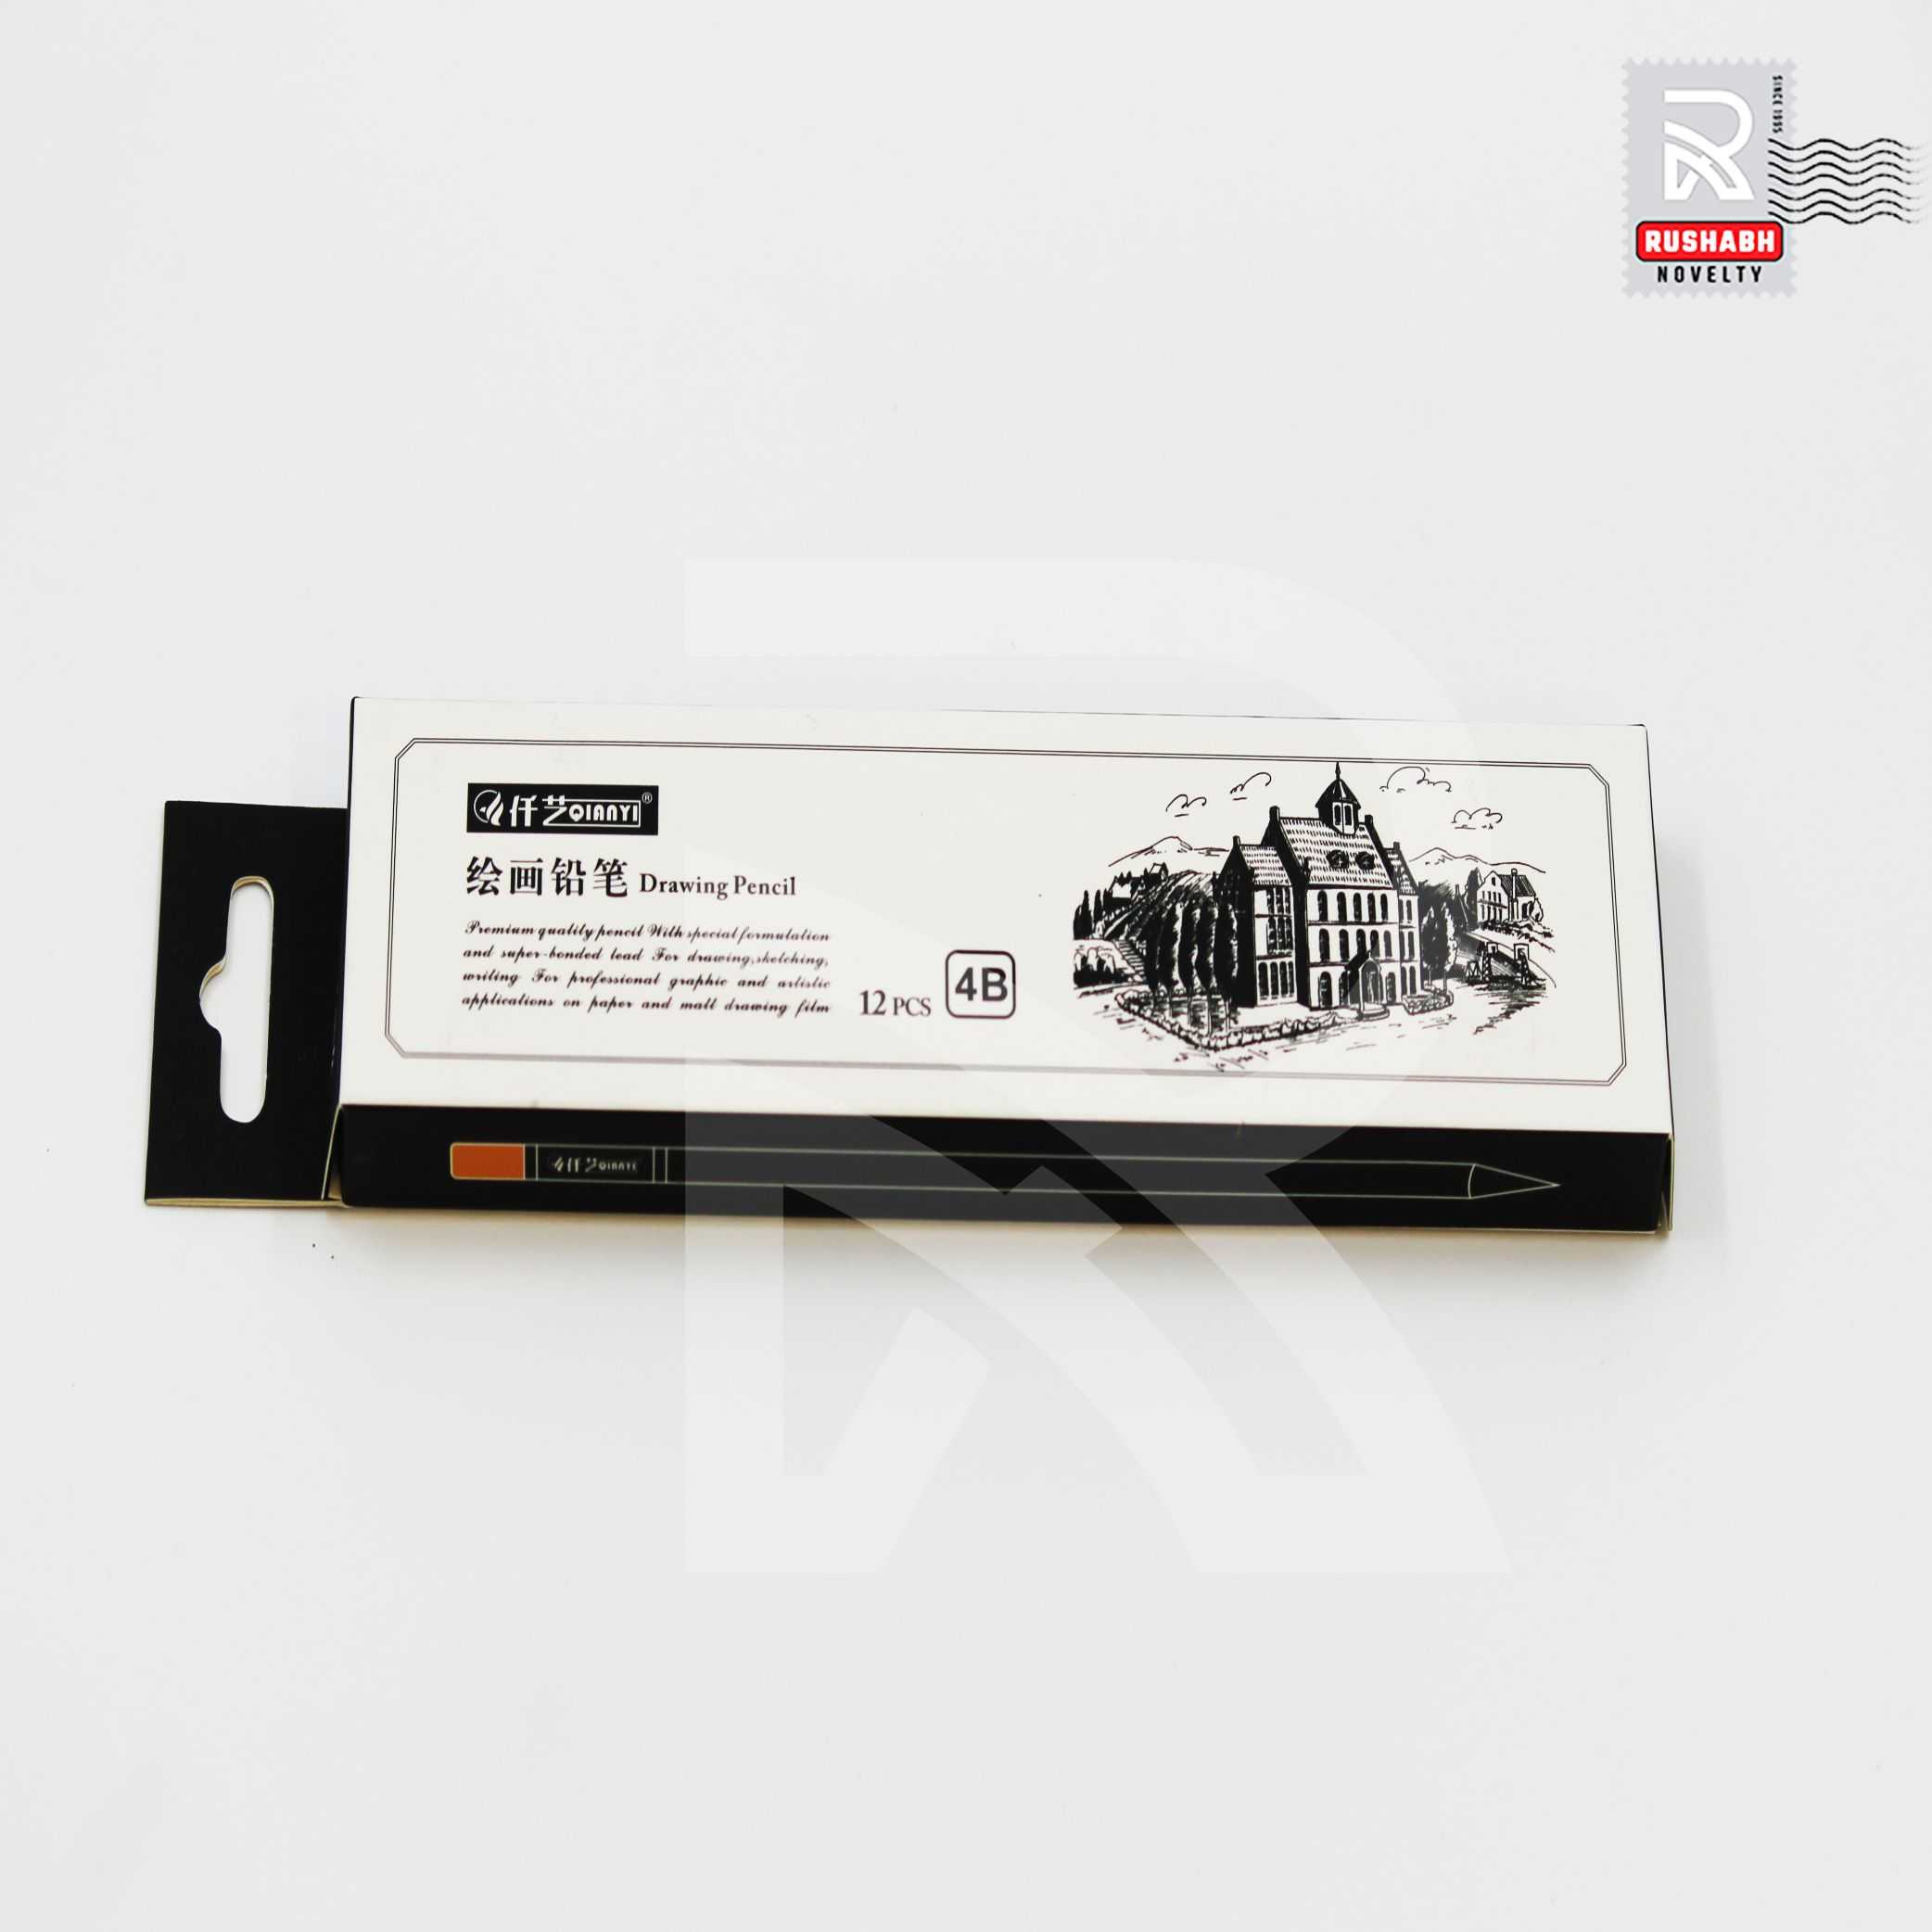 SINCE 1995
RUSHABH
NOVELTY
仟艺QIANYI®
绘画铅笔 Drawing Pencil
Premium quality pencil With special formulation
and super-bonded lead For drawing,sketching,
writing For professional graphic and artistic
applications on paper and matt drawing film
12 PCS 4B
仟艺QIANYI